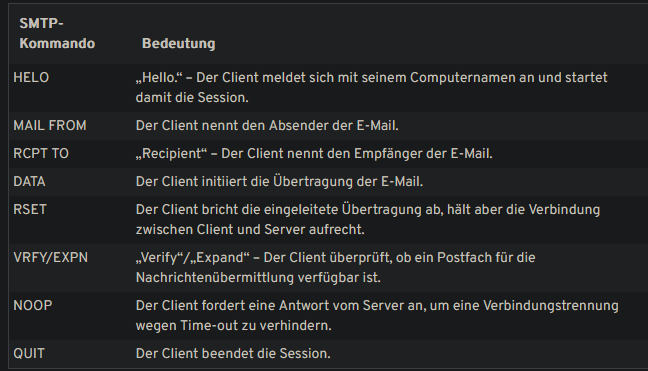 SMTP-
Kommando Bedeutung
HELO „Hello.“ – Der Client meldet sich mit seinem Computernamen an und startet
damit die Session.
MAIL FROM Der Client nennt den Absender der E-Mail.
RCPT TO „Recipient“ – Der Client nennt den Empfänger der E-Mail.
DATA Der Client initiiert die Übertragung der E-Mail.
RSET Der Client bricht die eingeleitete Übertragung ab, hält aber die Verbindung
zwischen Client und Server aufrecht.
VRFY/EXPN „Verify“/„Expand“ – Der Client überprüft, ob ein Postfach für die
Nachrichtenübermittlung verfügbar ist.
NOOP Der Client fordert eine Antwort vom Server an, um eine Verbindungstrennung
wegen Time-out zu verhindern.
QUIT Der Client beendet die Session.